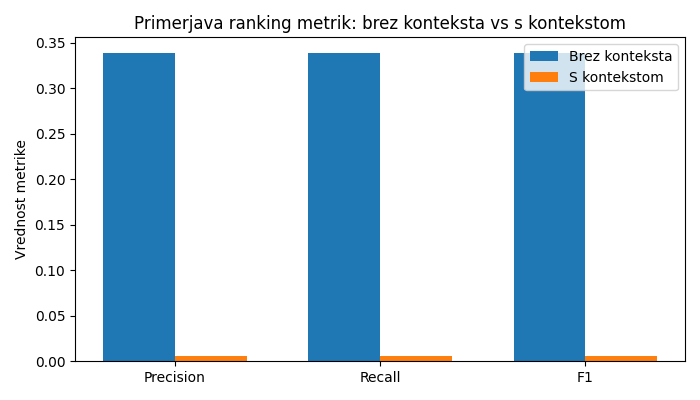 Primerjava ranking metrik: brez konteksta vs s kontekstom
Vrednost metrike
0.35
0.30
0.25
0.20
0.15
0.10
0.05
0.00
Brez konteksta
S kontekstom
Precision
Recall
F1